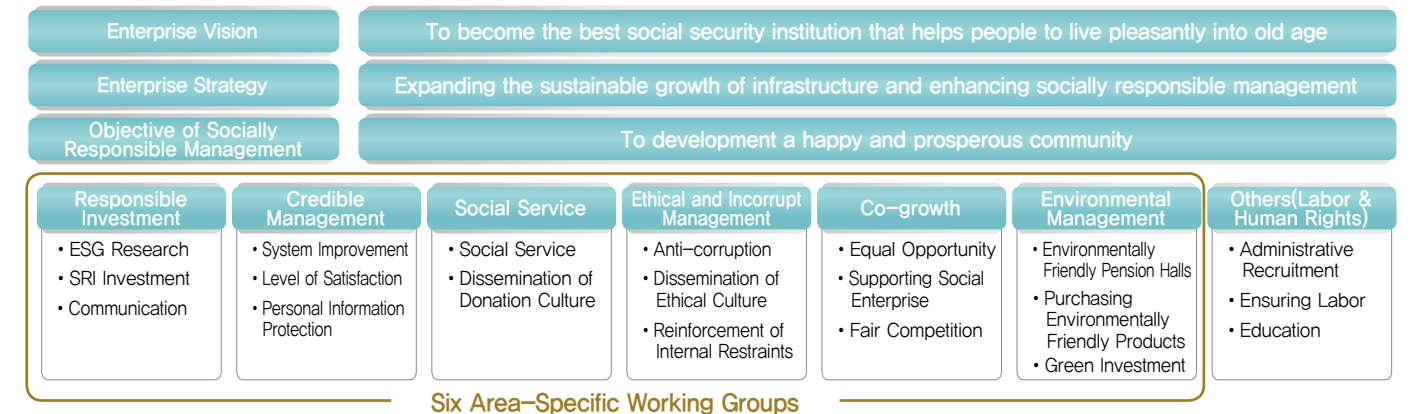 Enterprise Vision
To become the best social security institution that helps people to live pleasantly into old age
Enterprise Strategy
Expanding the sustainable growth of infrastructure and enhancing socially responsible management
Objective of Socially
Responsible Management
To development a happy and prosperous community
Responsible
Investment
• ESG Research
• SRI Investment
• Communication
Credible
Management
• System Improvement
• Level of Satisfaction
• Personal Information
Protection
Social Service
• Social Service
• Dissemination of
Donation Culture
Ethical and Incorrupt
Management
• Anti-corruption
• Dissemination of
Ethical Culture
• Reinforcement of
Internal Restraints
Co-growth
• Equal Opportunity
• Supporting Social
Enterprise
• Fair Competition
Environmental
Management
• Environmentally
Friendly Pension Halls
• Purchasing
Environmentally
Friendly Products
• Green Investment
Others(Labor &
Human Rights)
• Administrative
Recruitment
• Ensuring Labor
• Education
Six Area-Specific Working Groups